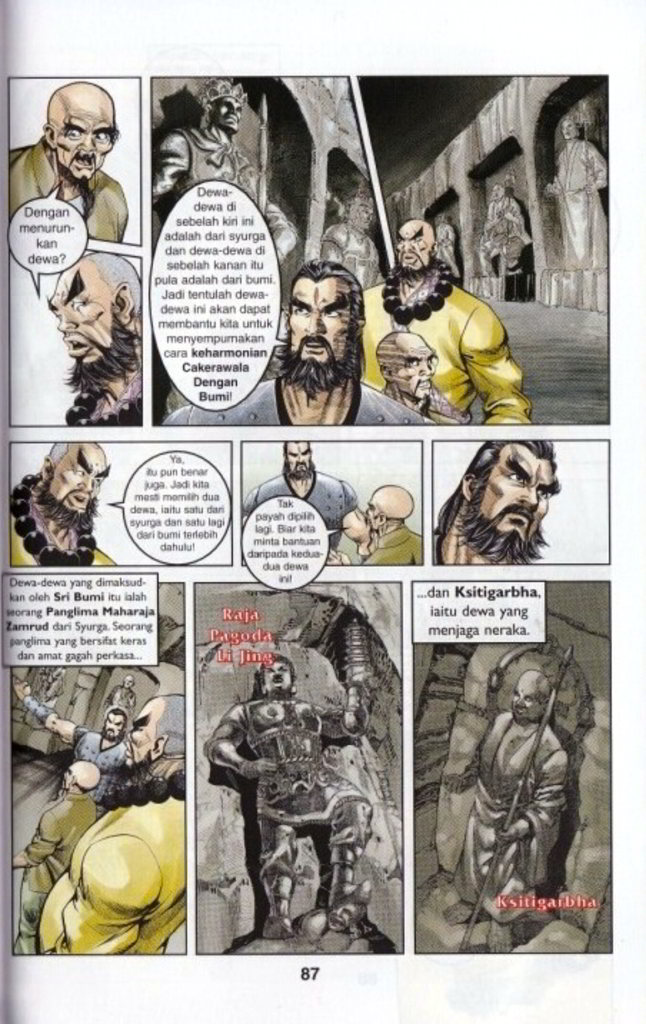 Dengan
menurun-
kan
dewa?
Dewa-
dewa di
sebelah kiri ini
adalah dari syurga
dan dewa-dewa di
sebelah kanan itu
pula adalah dari bumi.
Jadi tentulah dewa-
dewa ini akan dapat
membantu kita untuk
menyempurnakan
cara keharmonian
Cakerawala
Dengan
Bumi!
Ya,
itu pun benar
juga. Jadi kita
mesti memilih dua
dewa, iaitu satu dari
syurga dan satu lagi
dari bumi terlebih
dahulu!
Tak
payah dipilih
lagi. Biar kita
minta bantuan
daripada kedua-
dua dewa
ini!
Dewa-dewa yang dimaksud-
kan oleh Sri Bumi itu ialah
seorang Panglima Maharaja
Zamrud dari Syurga. Seorang
panglima yang bersifat keras
dan amat gagah perkasa...
Raja
Pagoda
Li Jing
...dan Ksitigarbha,
iaitu dewa yang
menjaga neraka.
Ksitigarbha
87